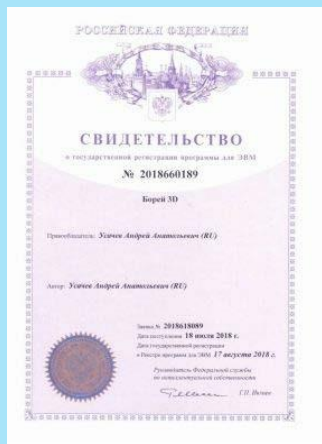 РОССИЙСКАЯ ФЕДЕРАЦИЯ
СВИДЕТЕЛЬСТВО
о государственной регистрации программы для ЭВМ
№ 2018660189
Борей 3D
Правообладатель: Усачев Андрей Анатольевич (RU)
Автор: Усачев Андрей Анатольевич (RU)
Заявка № 2018618089
Дата поступления 18 июля 2018 г.
Дата государственной регистрации
в Реестре программ для ЭВМ 17 августа 2018 г.
Руководитель Федеральной службы
по интеллектуальной собственности
Г.П. Ивлиев